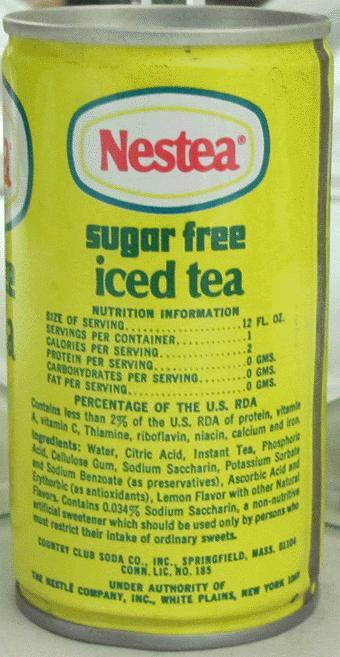 Nestea®
sugar free
iced tea
NUTRITION INFORMATION
SIZE OF SERVING..................12 FL. OZ.
SERVINGS PER CONTAINER............1
CALORIES PER SERVING..............2
PROTEIN PER SERVING...............0 GMS.
CARBOHYDRATES PER SERVING........0 GMS.
FAT PER SERVING...................0 GMS.
PERCENTAGE OF THE U.S. RDA
Contains less than 2% of the U.S. RDA of protein, vitamin
A, vitamin C, Thiamine, riboflavin, niacin, calcium and iron.
Ingredients: Water, Citric Acid, Instant Tea, Phosphoric
Acid, Cellulose Gum, Sodium Saccharin, Potassium Sorbate
and Sodium Benzoate (as preservatives), Ascorbic Acid and
Erythorbic (as antioxidants), Lemon Flavor with other Natural
Flavors. Contains 0.034% Sodium Saccharin, a non-nutritive
artificial sweetener which should be used only by persons who
must restrict their intake of ordinary sweets.
COUNTRY CLUB SODA CO., INC., SPRINGFIELD, MASS. 01104
CONN. LIC. NO. 185
UNDER AUTHORITY OF
THE NESTLÉ COMPANY, INC., WHITE PLAINS, NEW YORK